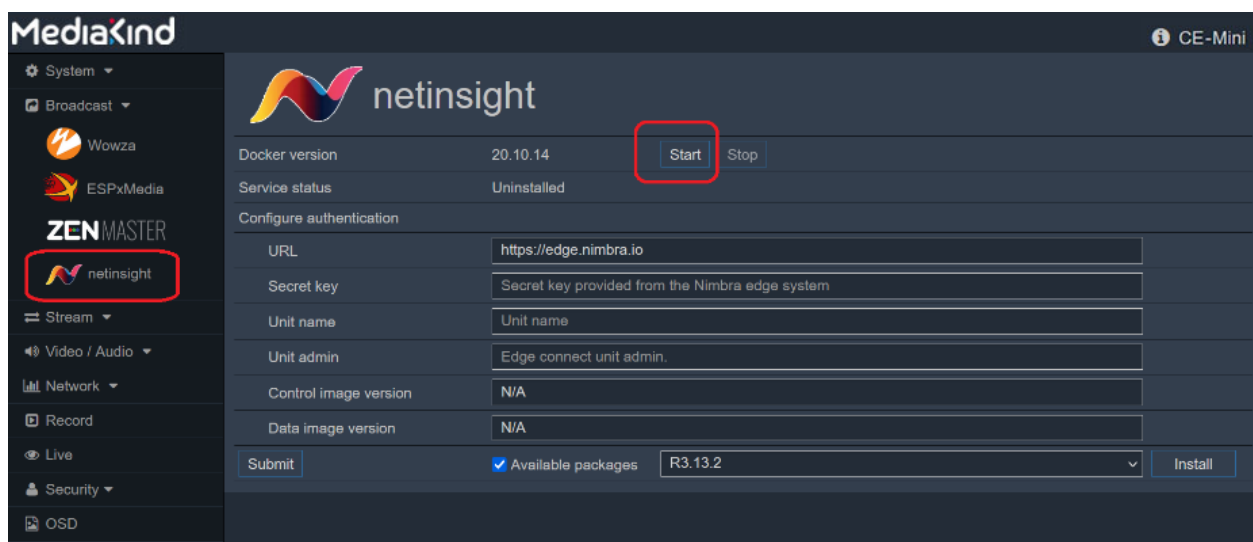 MediaKind
CE-Mini
System
Broadcast
Wowza
ESPxMedia
ZEN MASTER
netinsight
Stream
Video / Audio
Network
Record
Live
Security
OSD
netinsight
Docker version 20.10.14 Start Stop
Service status Uninstalled
Configure authentication
URL https://edge.nimbra.io
Secret key Secret key provided from the Nimbra edge system
Unit name Unit name
Unit admin Edge connect unit admin.
Control image version N/A
Data image version N/A
Submit Available packages R3.13.2 Install